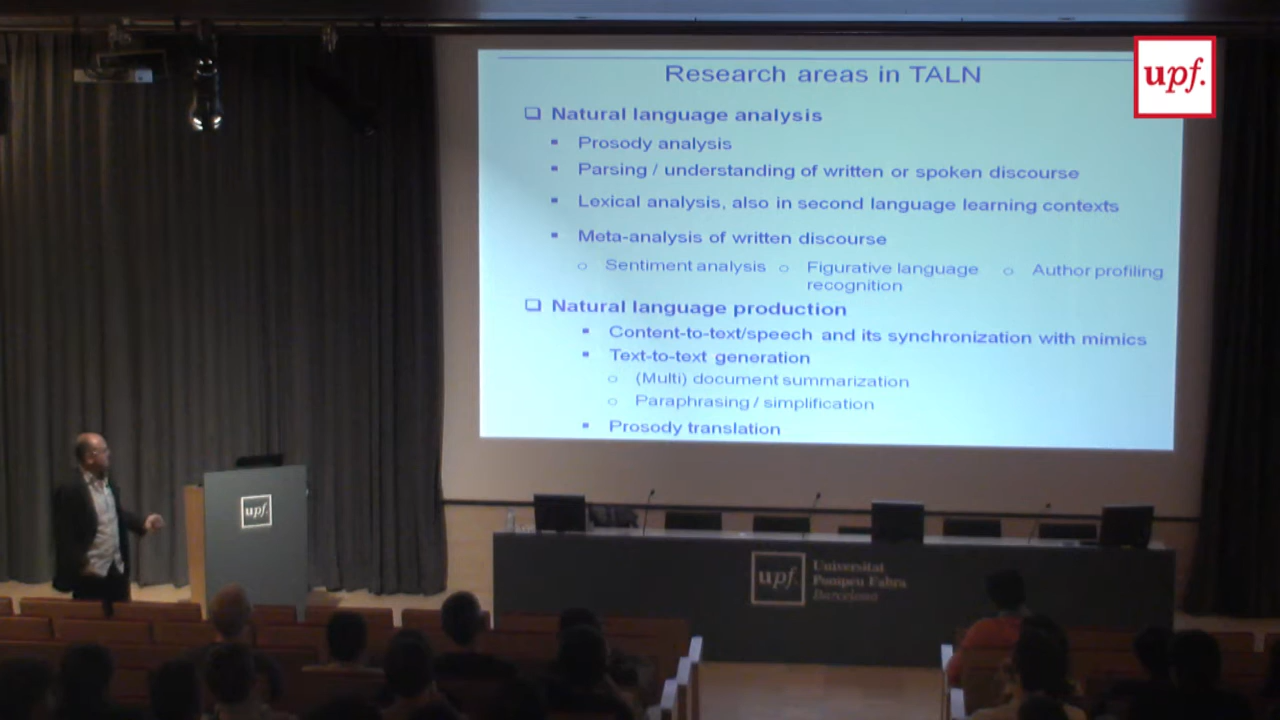 upf.
Research areas in TALN
Natural language analysis
Prosody analysis
Parsing / understanding of written or spoken discourse
Lexical analysis, also in second language learning contexts
Meta-analysis of written discourse
Sentiment analysis
Figurative language
recognition
Author profiling
Natural language production
Content-to-text/speech and its synchronization with mimics
Text-to-text generation
(Multi) document summarization
Paraphrasing / simplification
Prosody translation
upf.
upf.
Universitat
Pompeu Fabra
Barcelona